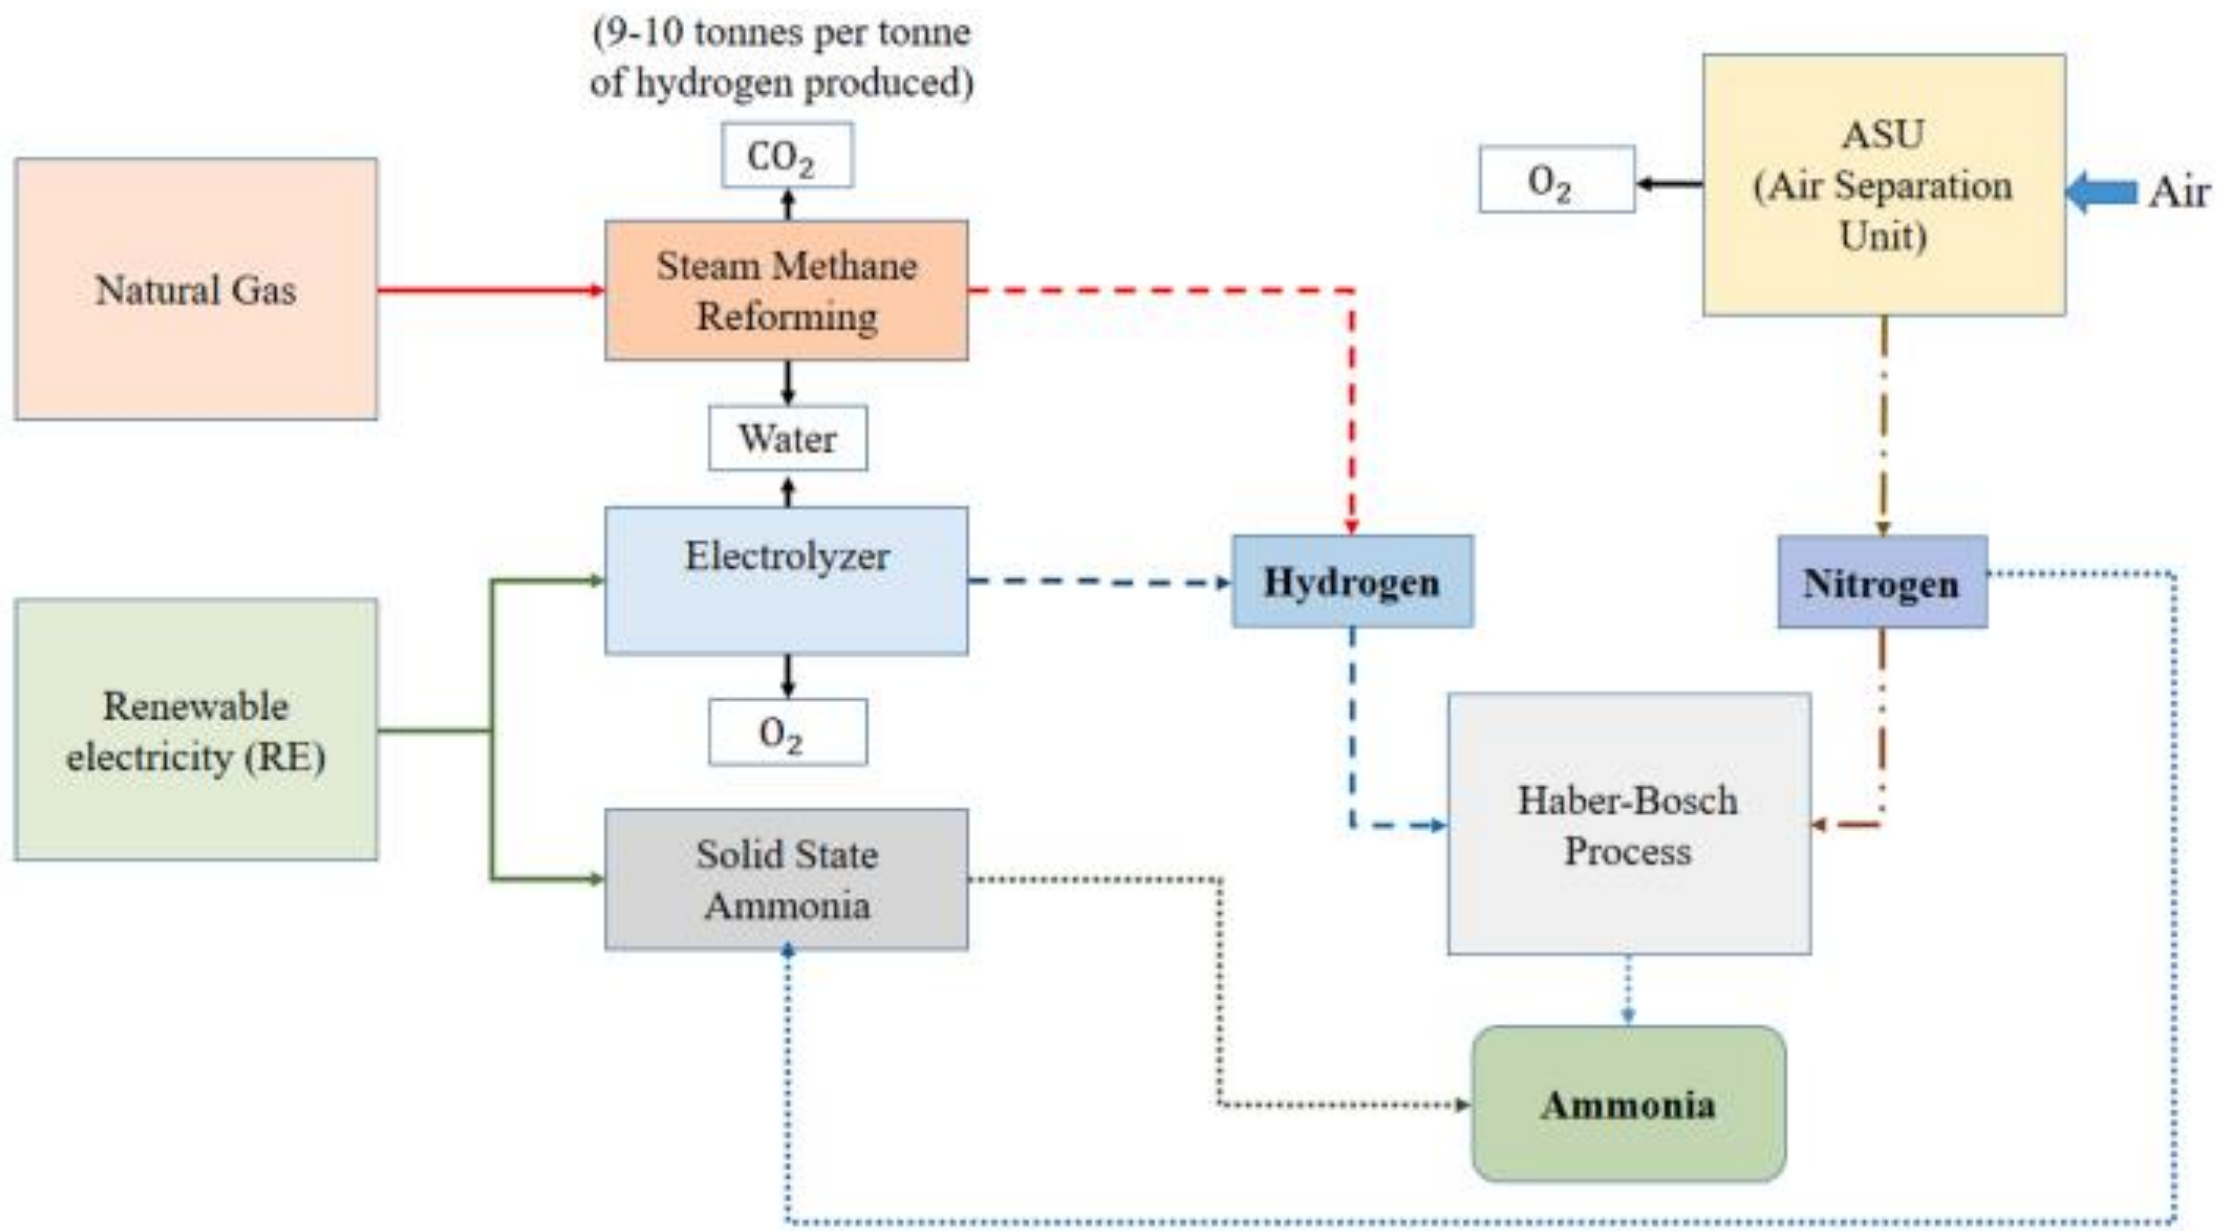 (9-10 tonnes per tonne
of hydrogen produced)
CO₂
Natural Gas
Steam Methane
Reforming
Water
Electrolyzer
O₂
Renewable
electricity (RE)
Solid State
Ammonia
ASU
(Air Separation
Unit)
O₂
Air
Hydrogen
Nitrogen
Haber-Bosch
Process
Ammonia